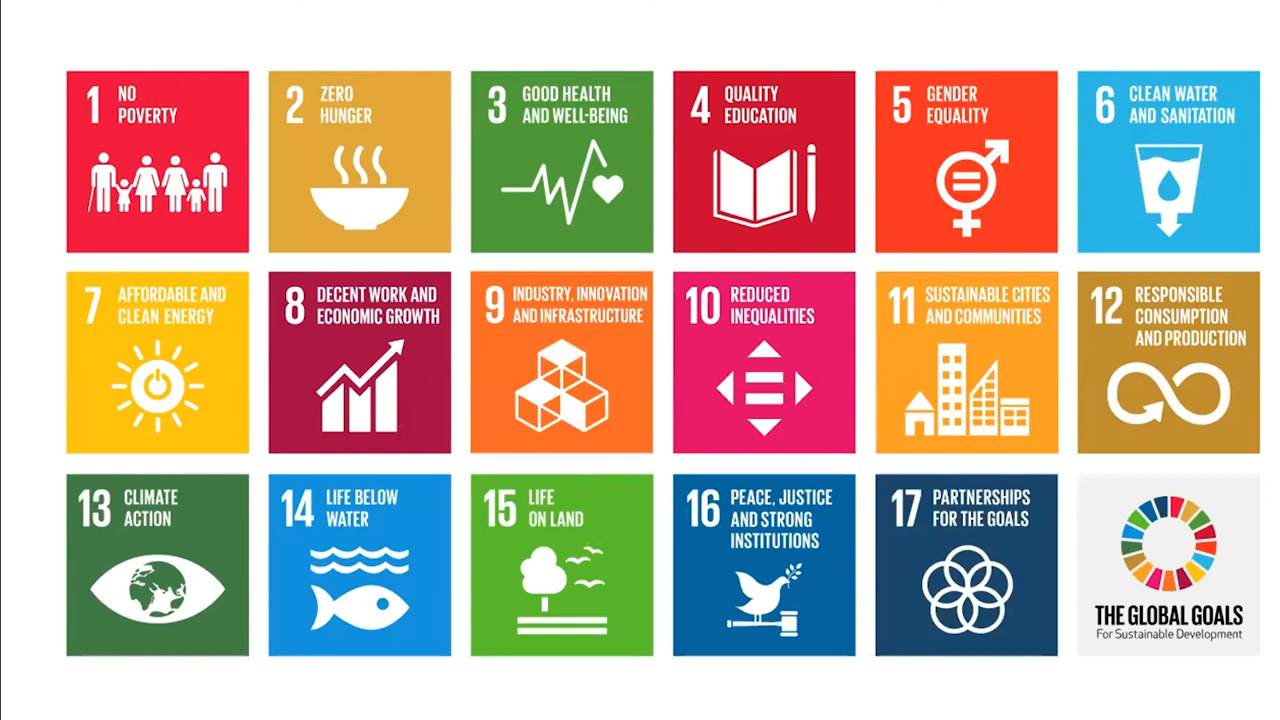 1 NO
POVERTY
2 ZERO
HUNGER
3 GOOD HEALTH
AND WELL-BEING
4 QUALITY
EDUCATION
5 GENDER
EQUALITY
6 CLEAN WATER
AND SANITATION
7 AFFORDABLE AND
CLEAN ENERGY
8 DECENT WORK AND
ECONOMIC GROWTH
9 INDUSTRY, INNOVATION
AND INFRASTRUCTURE
10 REDUCED
INEQUALITIES
11 SUSTAINABLE CITIES
AND COMMUNITIES
12 RESPONSIBLE
CONSUMPTION
AND PRODUCTION
13 CLIMATE
ACTION
14 LIFE BELOW
WATER
15 LIFE
ON LAND
16 PEACE, JUSTICE
AND STRONG
INSTITUTIONS
17 PARTNERSHIPS
FOR THE GOALS
THE GLOBAL GOALS
For Sustainable Development